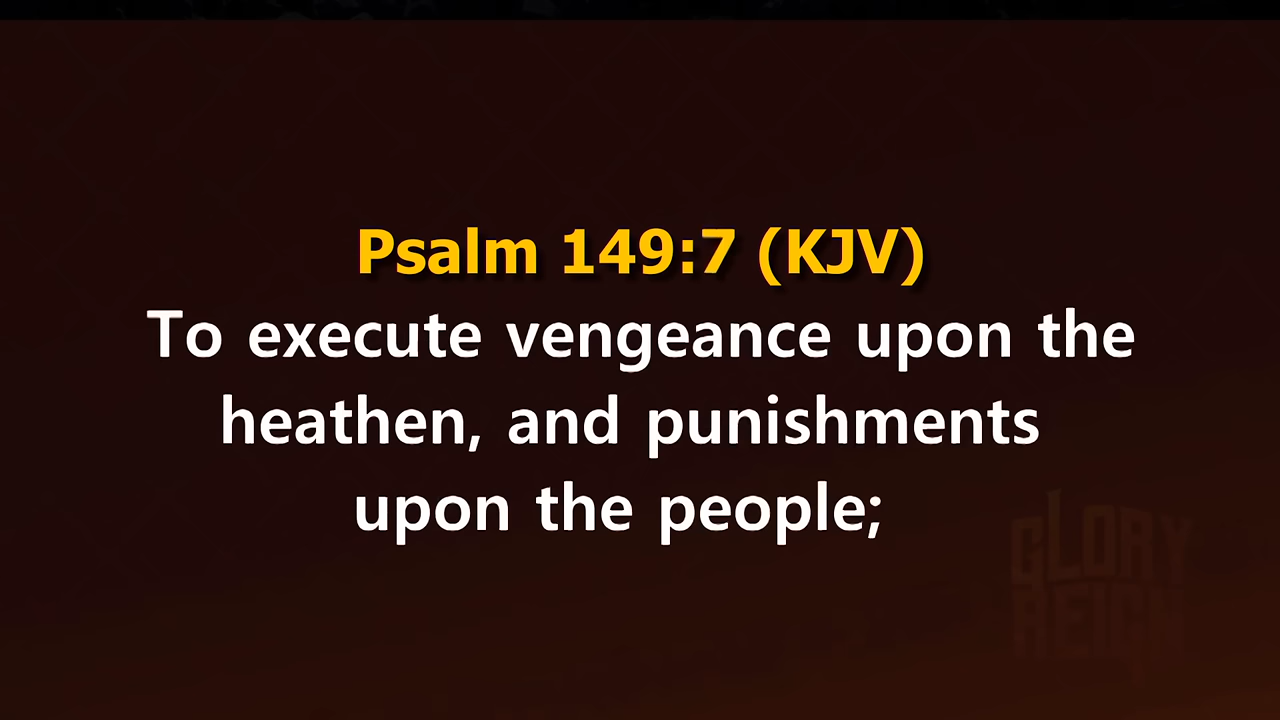 Psalm 149:7 (KJV)
To execute vengeance upon the
heathen, and punishments
upon the people;
GLORY
REIGN